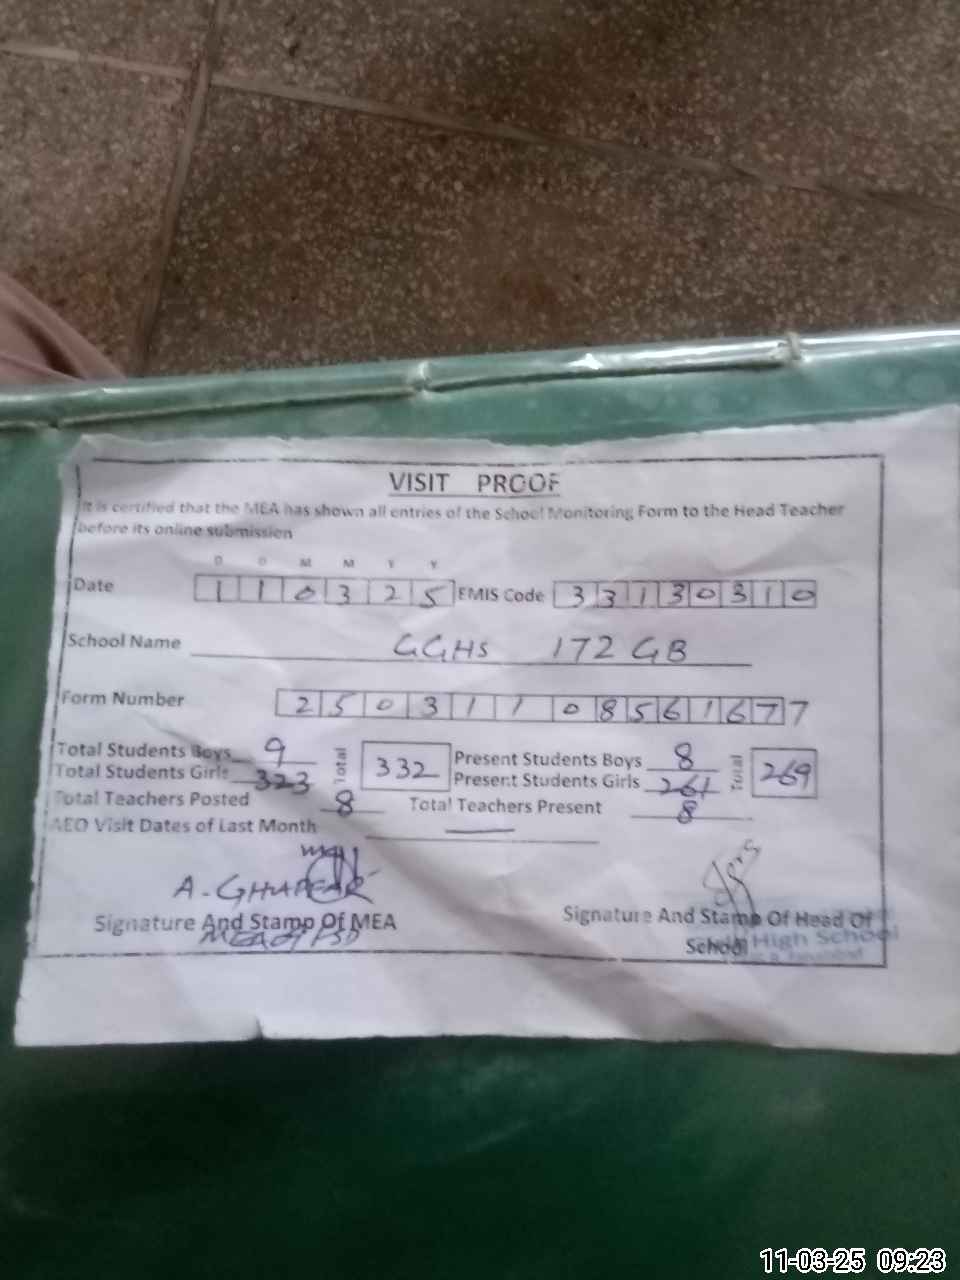 VISIT PROOF
It is certified that the MEA has shown all entries of the School Monitoring Form to the Head Teacher
before its online submission
D D M M Y Y
Date 1 1 0 3 2 5 EMIS Code 3 3 1 3 0 3 1 0
School Name GGHS 172 GB
Form Number 2 5 0 3 1 1 0 8 5 6 1 6 7 7
Total Students Boys 9 Total 332 Present Students Boys 8 Total 269
Total Students Girls 323 Present Students Girls 261
Total Teachers Posted 8 Total Teachers Present 8
AEO Visit Dates of Last Month —
A. GHAFFAR
Signature And Stamp Of MEA Signature And Stamp Of Head Of
School High School
MEA
11-03-25 09:23